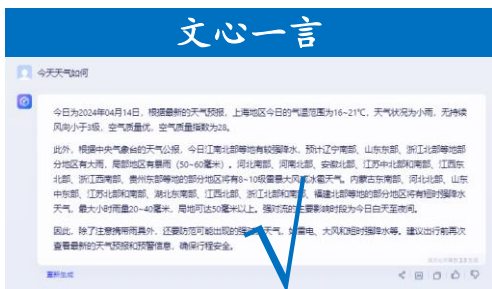 文心一言
今天天气如何
今日为2024年04月14日，根据最新的天气预报，上海地区今日的气温范围为16~21℃，天气状况为小雨，无持续
风向小于3级，空气质量优，空气质量指数为28。
此外，根据中央气象台的天气公报，今日江南北部等地有较强降水，预计辽宁南部、山东东部、浙江北部等地部
分地区有大雨，局部地区有暴雨（50~60毫米）。河北南部、河南北部、安徽北部、江苏中北部和南部、江西东
北部、浙江西南部、贵州东部等地的部分地区将有8~10级雷暴大风或冰雹天气。内蒙古东南部、河北北部、山东
中东部、江苏北部和南部、湖北东南部、江西北部、浙江北部和南部、福建北部等地的部分地区将有短时强降水
天气，最大小时雨量20~40毫米，局地可达50毫米以上。强对流的主要影响时段为今日白天至夜间。
因此，除了注意携带雨具外，还要防范可能出现的强对流天气，如雷电、大风和短时强降水等。建议出行前再次
查看最新的天气预报和预警信息，确保行程安全。
重新生成